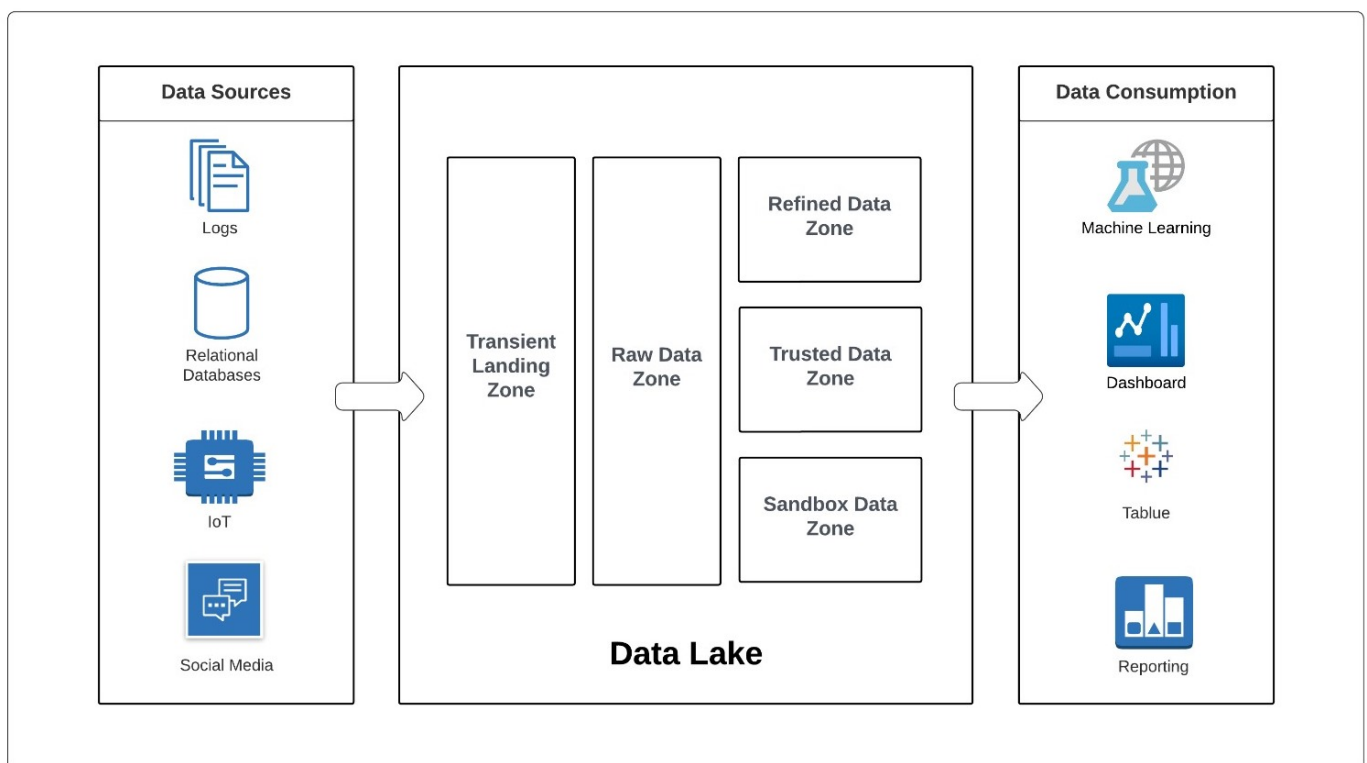 Data Sources
Logs
Relational
Databases
IoT
Social Media
Transient
Landing
Zone
Raw Data
Zone
Refined Data
Zone
Trusted Data
Zone
Sandbox Data
Zone
Data Lake
Data Consumption
Machine Learning
Dashboard
Tablue
Reporting